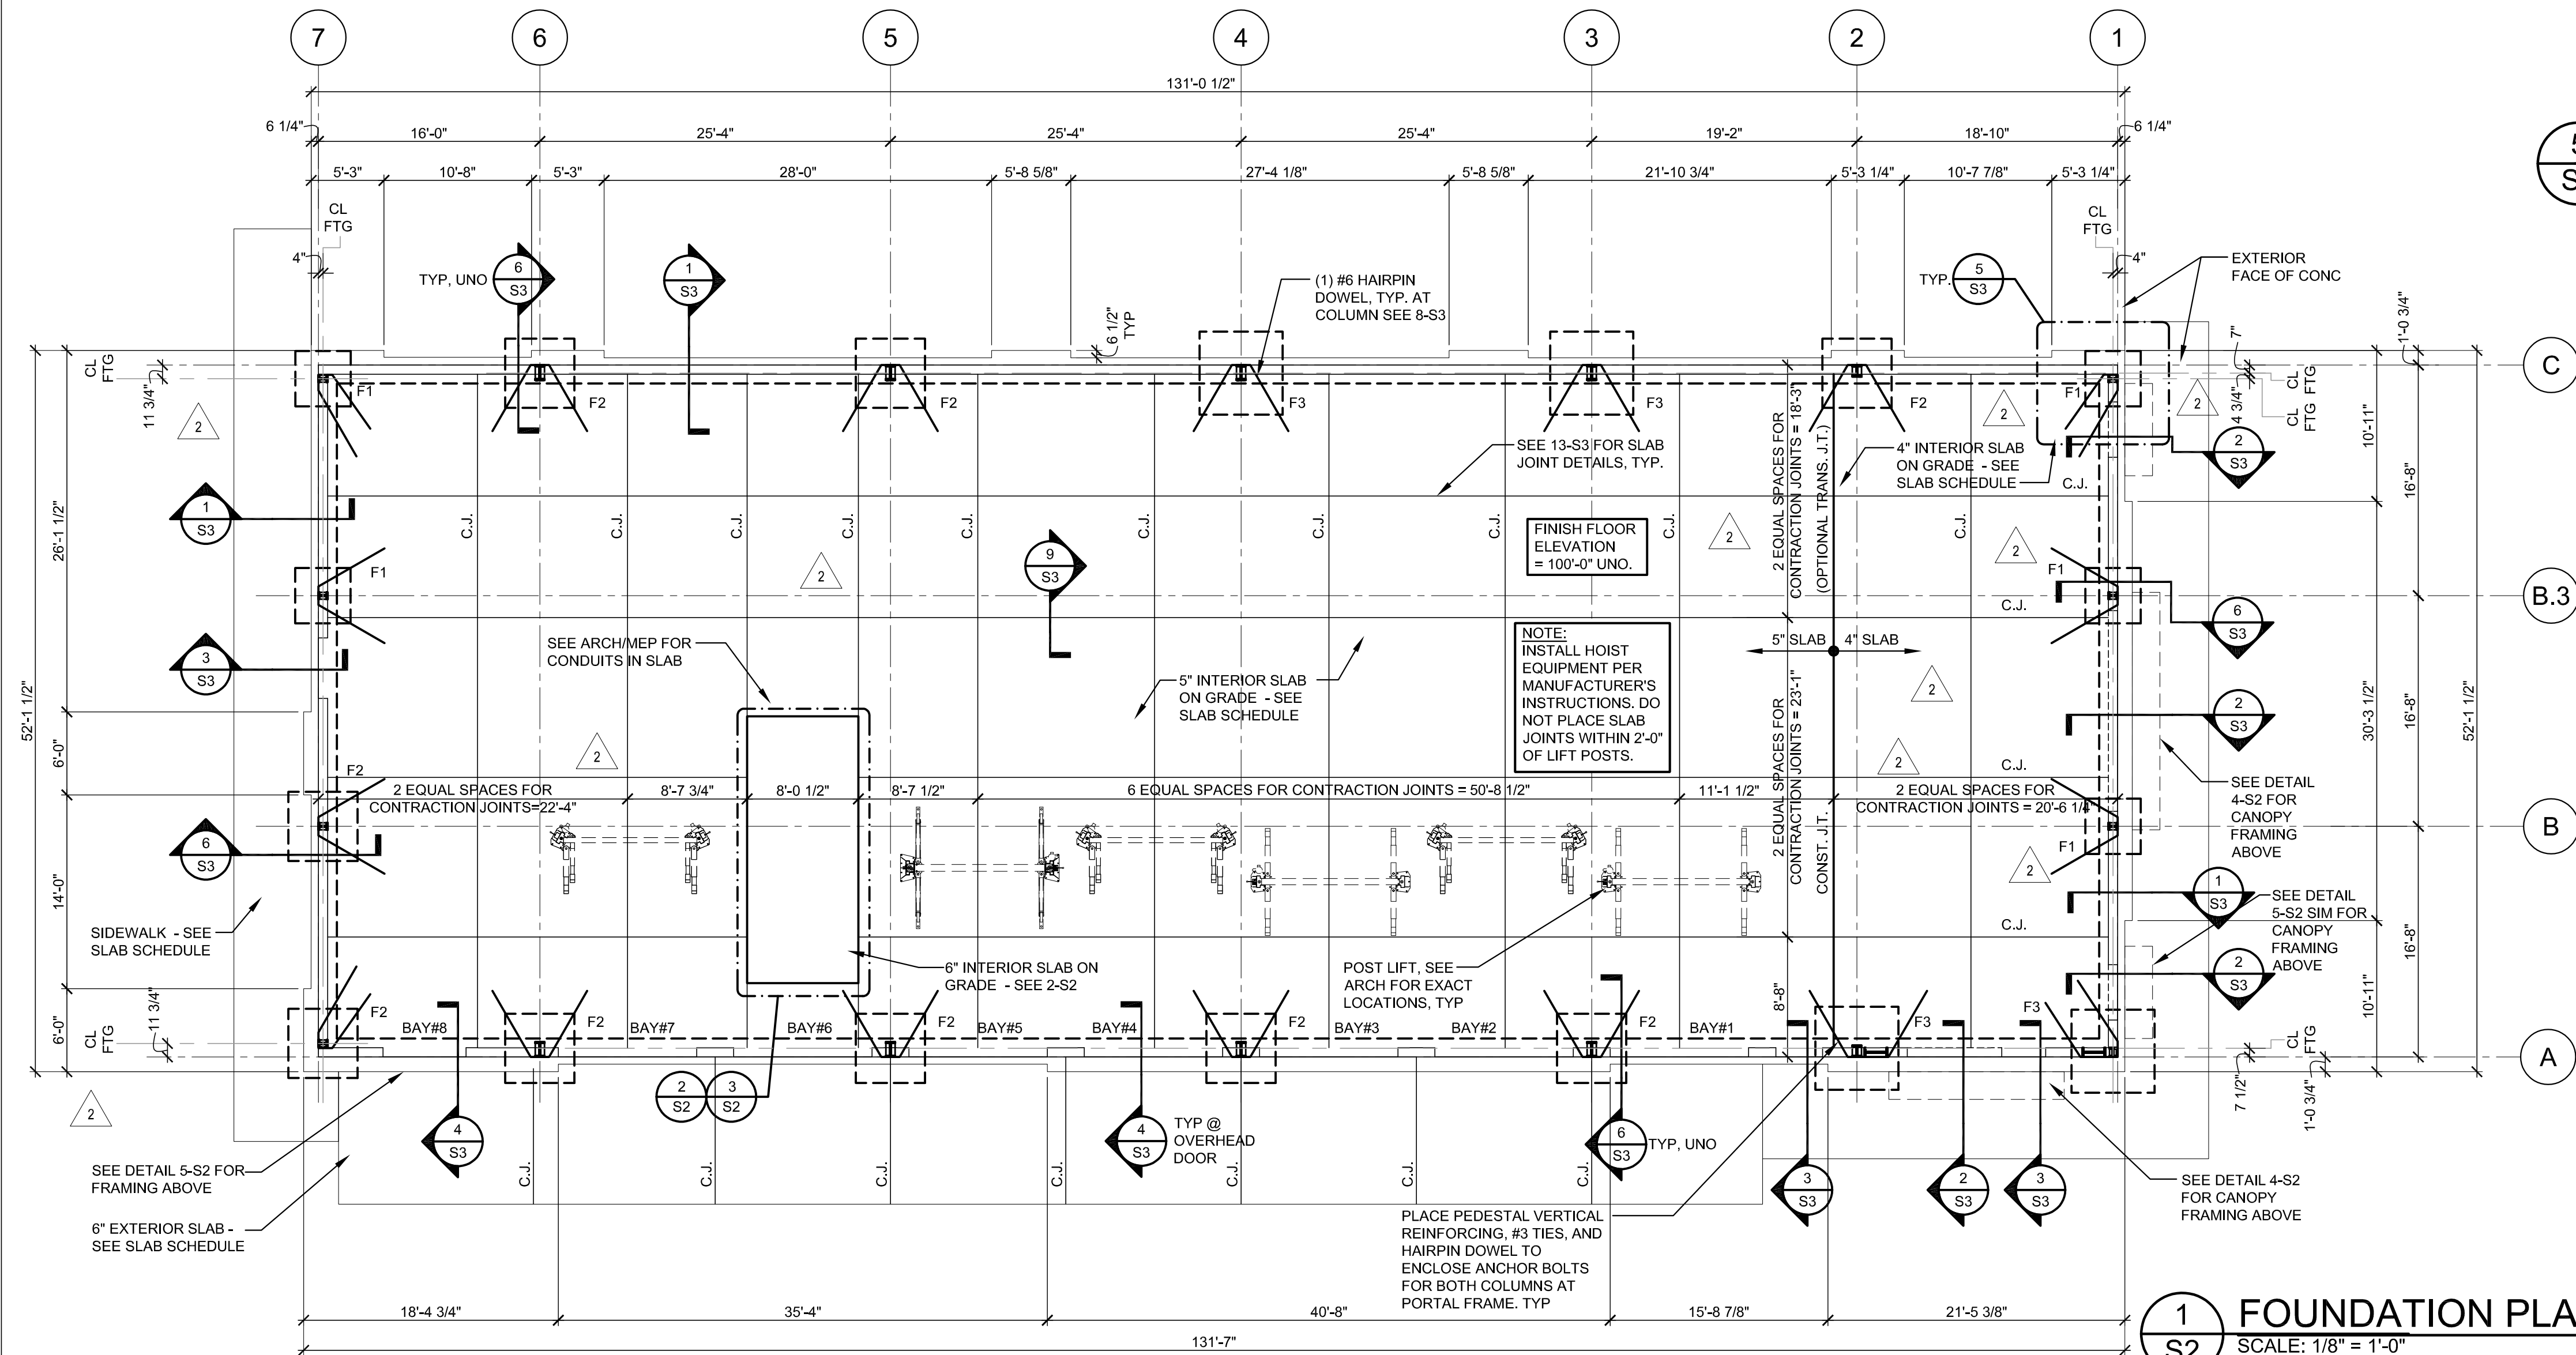 7
6
5
4
3
2
1
131'-0 1/2"
6 1/4"
16'-0"
25'-4"
25'-4"
25'-4"
19'-2"
18'-10"
6 1/4"
5'-3"
10'-8"
5'-3"
28'-0"
5'-8 5/8"
27'-4 1/8"
5'-8 5/8"
21'-10 3/4"
5'-3 1/4"
10'-7 7/8"
5'-3 1/4"
CL
FTG
4"
TYP, UNO
6
S3
1
S3
(1) #6 HAIRPIN
DOWEL, TYP. AT
COLUMN SEE 8-S3
6 1/2"
TYP
TYP.
5
S3
CL
FTG
4"
EXTERIOR
FACE OF CONC
7"
1'-0 3/4"
C
CL
FTG
11 3/4"
2
F1
F2
F2
F3
F3
F2
F1
2
2
CL
FTG
CL
FTG
4 3/4"
10'-11"
16'-8"
SEE 13-S3 FOR SLAB
JOINT DETAILS, TYP.
4" INTERIOR SLAB
ON GRADE - SEE
SLAB SCHEDULE
C.J.
2
S3
2 EQUAL SPACES FOR
CONTRACTION JOINTS = 18'-3"
(OPTIONAL TRANS. J.T.)
1
S3
26'-1 1/2"
C.J.
C.J.
C.J.
C.J.
C.J.
C.J.
C.J.
C.J.
C.J.
C.J.
9
S3
FINISH FLOOR
ELEVATION
= 100'-0" UNO.
2
2
2
F1
F1
C.J.
B.3
6
S3
3
S3
SEE ARCH/MEP FOR
CONDUITS IN SLAB
5" INTERIOR SLAB
ON GRADE - SEE
SLAB SCHEDULE
NOTE:
INSTALL HOIST
EQUIPMENT PER
MANUFACTURER'S
INSTRUCTIONS. DO
NOT PLACE SLAB
JOINTS WITHIN 2'-0"
OF LIFT POSTS.
5" SLAB
4" SLAB
2
2
S3
52'-1 1/2"
6'-0"
16'-8"
30'-3 1/2"
52'-1 1/2"
2
2
C.J.
F2
2 EQUAL SPACES FOR
CONTRACTION JOINTS=22'-4"
8'-7 3/4"
8'-0 1/2"
8'-7 1/2"
6 EQUAL SPACES FOR CONTRACTION JOINTS = 50'-8 1/2"
11'-1 1/2"
2 EQUAL SPACES FOR
CONTRACTION JOINTS = 20'-6 1/4"
2 EQUAL SPACES FOR
CONTRACTION JOINTS = 23'-1"
CONST. J.T.
SEE DETAIL
4-S2 FOR
CANOPY
FRAMING
ABOVE
B
6
S3
F1
2
14'-0"
SIDEWALK - SEE
SLAB SCHEDULE
1
S3
SEE DETAIL
5-S2 SIM FOR
CANOPY
FRAMING
ABOVE
C.J.
16'-8"
10'-11"
2
S3
6" INTERIOR SLAB ON
GRADE - SEE 2-S2
POST LIFT, SEE
ARCH FOR EXACT
LOCATIONS, TYP
8'-8"
6'-0"
CL
FTG
11 3/4"
F2
BAY#8
F2
BAY#7
BAY#6
F2
BAY#5
BAY#4
F2
BAY#3
BAY#2
F2
BAY#1
F3
F3
CL
FTG
A
7 1/2"
1'-0 3/4"
2
2
S2
3
S2
4
S3
4
S3
TYP @
OVERHEAD
DOOR
6
S3
TYP, UNO
SEE DETAIL 5-S2 FOR
FRAMING ABOVE
C.J.
C.J.
C.J.
C.J.
C.J.
C.J.
C.J.
3
S3
2
S3
3
S3
SEE DETAIL 4-S2
FOR CANOPY
FRAMING ABOVE
6" EXTERIOR SLAB -
SEE SLAB SCHEDULE
PLACE PEDESTAL VERTICAL
REINFORCING, #3 TIES, AND
HAIRPIN DOWEL TO
ENCLOSE ANCHOR BOLTS
FOR BOTH COLUMNS AT
PORTAL FRAME. TYP
18'-4 3/4"
35'-4"
40'-8"
15'-8 7/8"
21'-5 3/8"
131'-7"
1
S2
FOUNDATION PLA
SCALE: 1/8" = 1'-0"